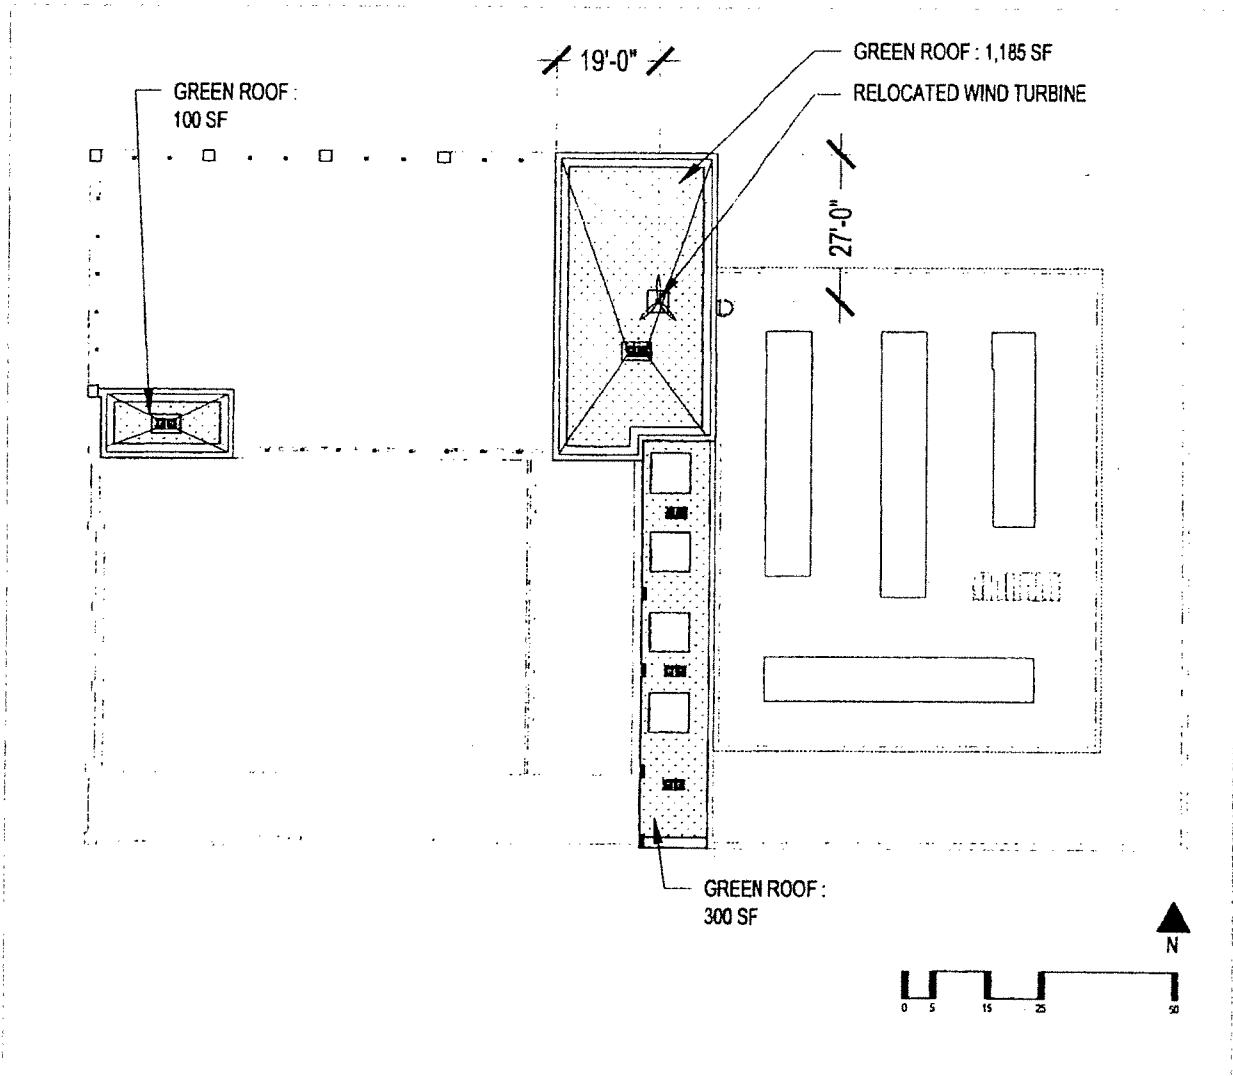 19'-0"
GREEN ROOF : 1,185 SF
RELOCATED WIND TURBINE
GREEN ROOF :
100 SF
27'-0"
GREEN ROOF :
300 SF
N
0 5 15 25 50